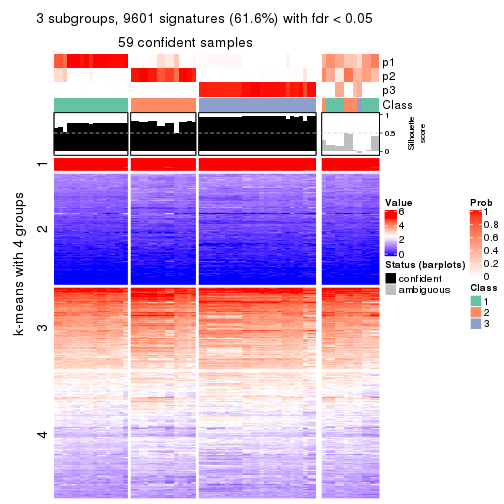 3 subgroups, 9601 signatures (61.6%) with fdr < 0.05
59 confident samples
p1
p2
p3
Class
1
0.5
0
Silhouette
score
k-means with 4 groups
1
2
3
4
Value
6
4
2
0
Status (barplots)
confident
ambiguous
Prob
1
0.8
0.6
0.4
0.2
0
Class
1
2
3